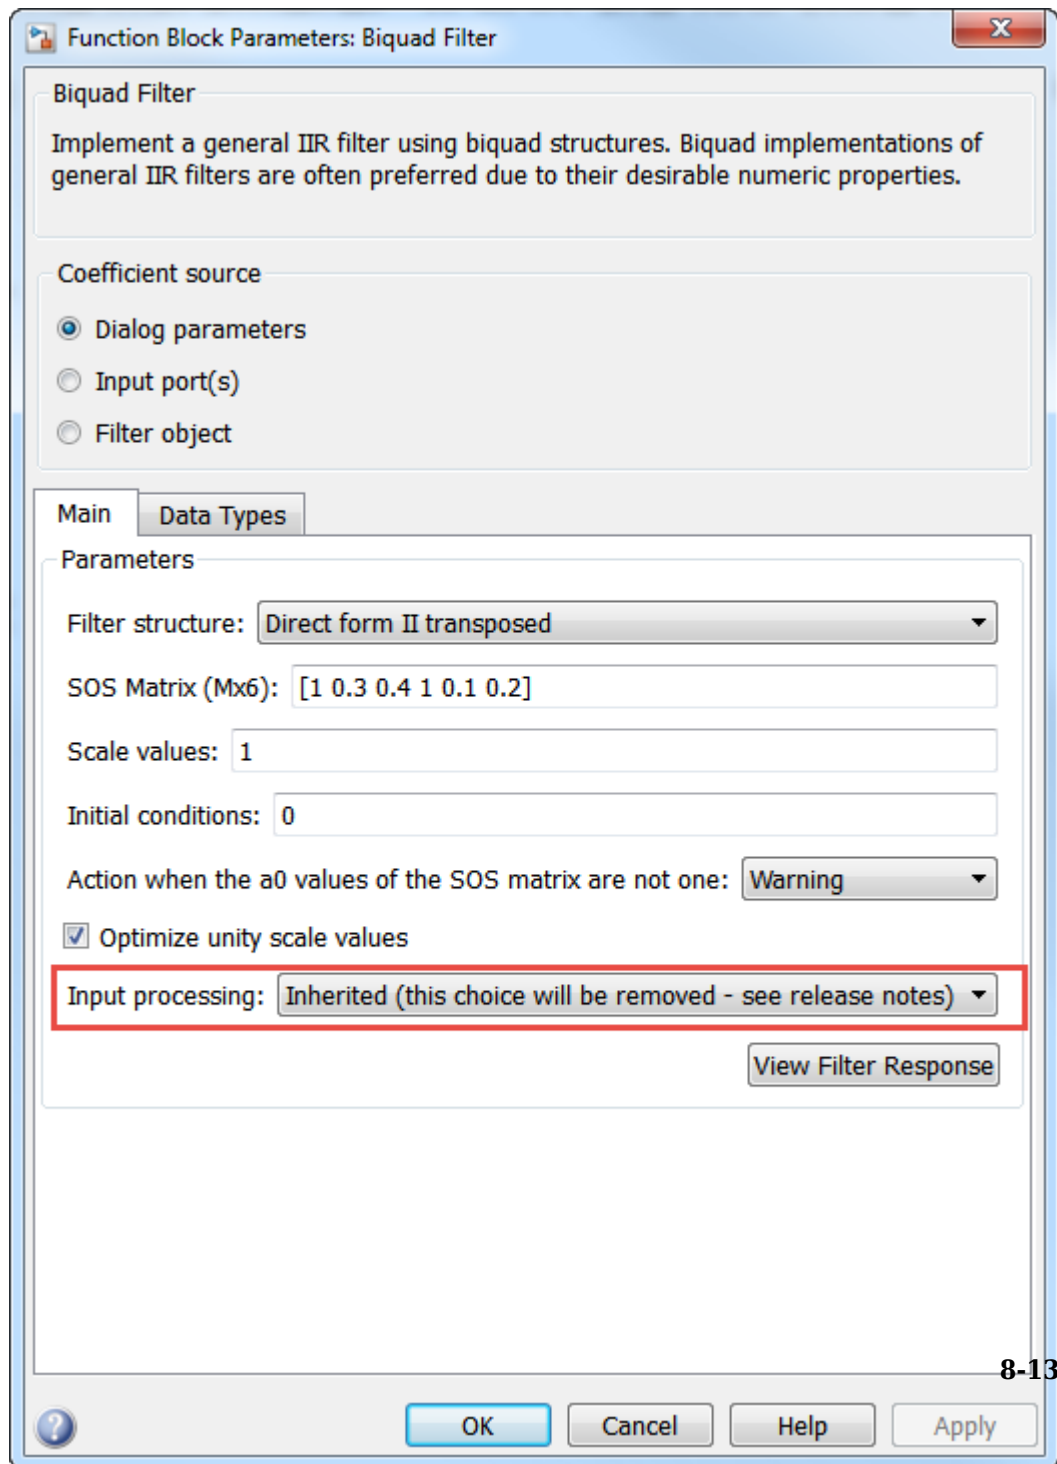 Function Block Parameters: Biquad Filter
X
Biquad Filter
Implement a general IIR filter using biquad structures. Biquad implementations of
general IIR filters are often preferred due to their desirable numeric properties.
Coefficient source
Dialog parameters
Input port(s)
Filter object
Main Data Types
Parameters
Filter structure: Direct form II transposed
SOS Matrix (Mx6): [1 0.3 0.4 1 0.1 0.2]
Scale values: 1
Initial conditions: 0
Action when the a0 values of the SOS matrix are not one: Warning
Optimize unity scale values
Input processing: Inherited (this choice will be removed - see release notes)
View Filter Response
8-13
? OK Cancel Help Apply